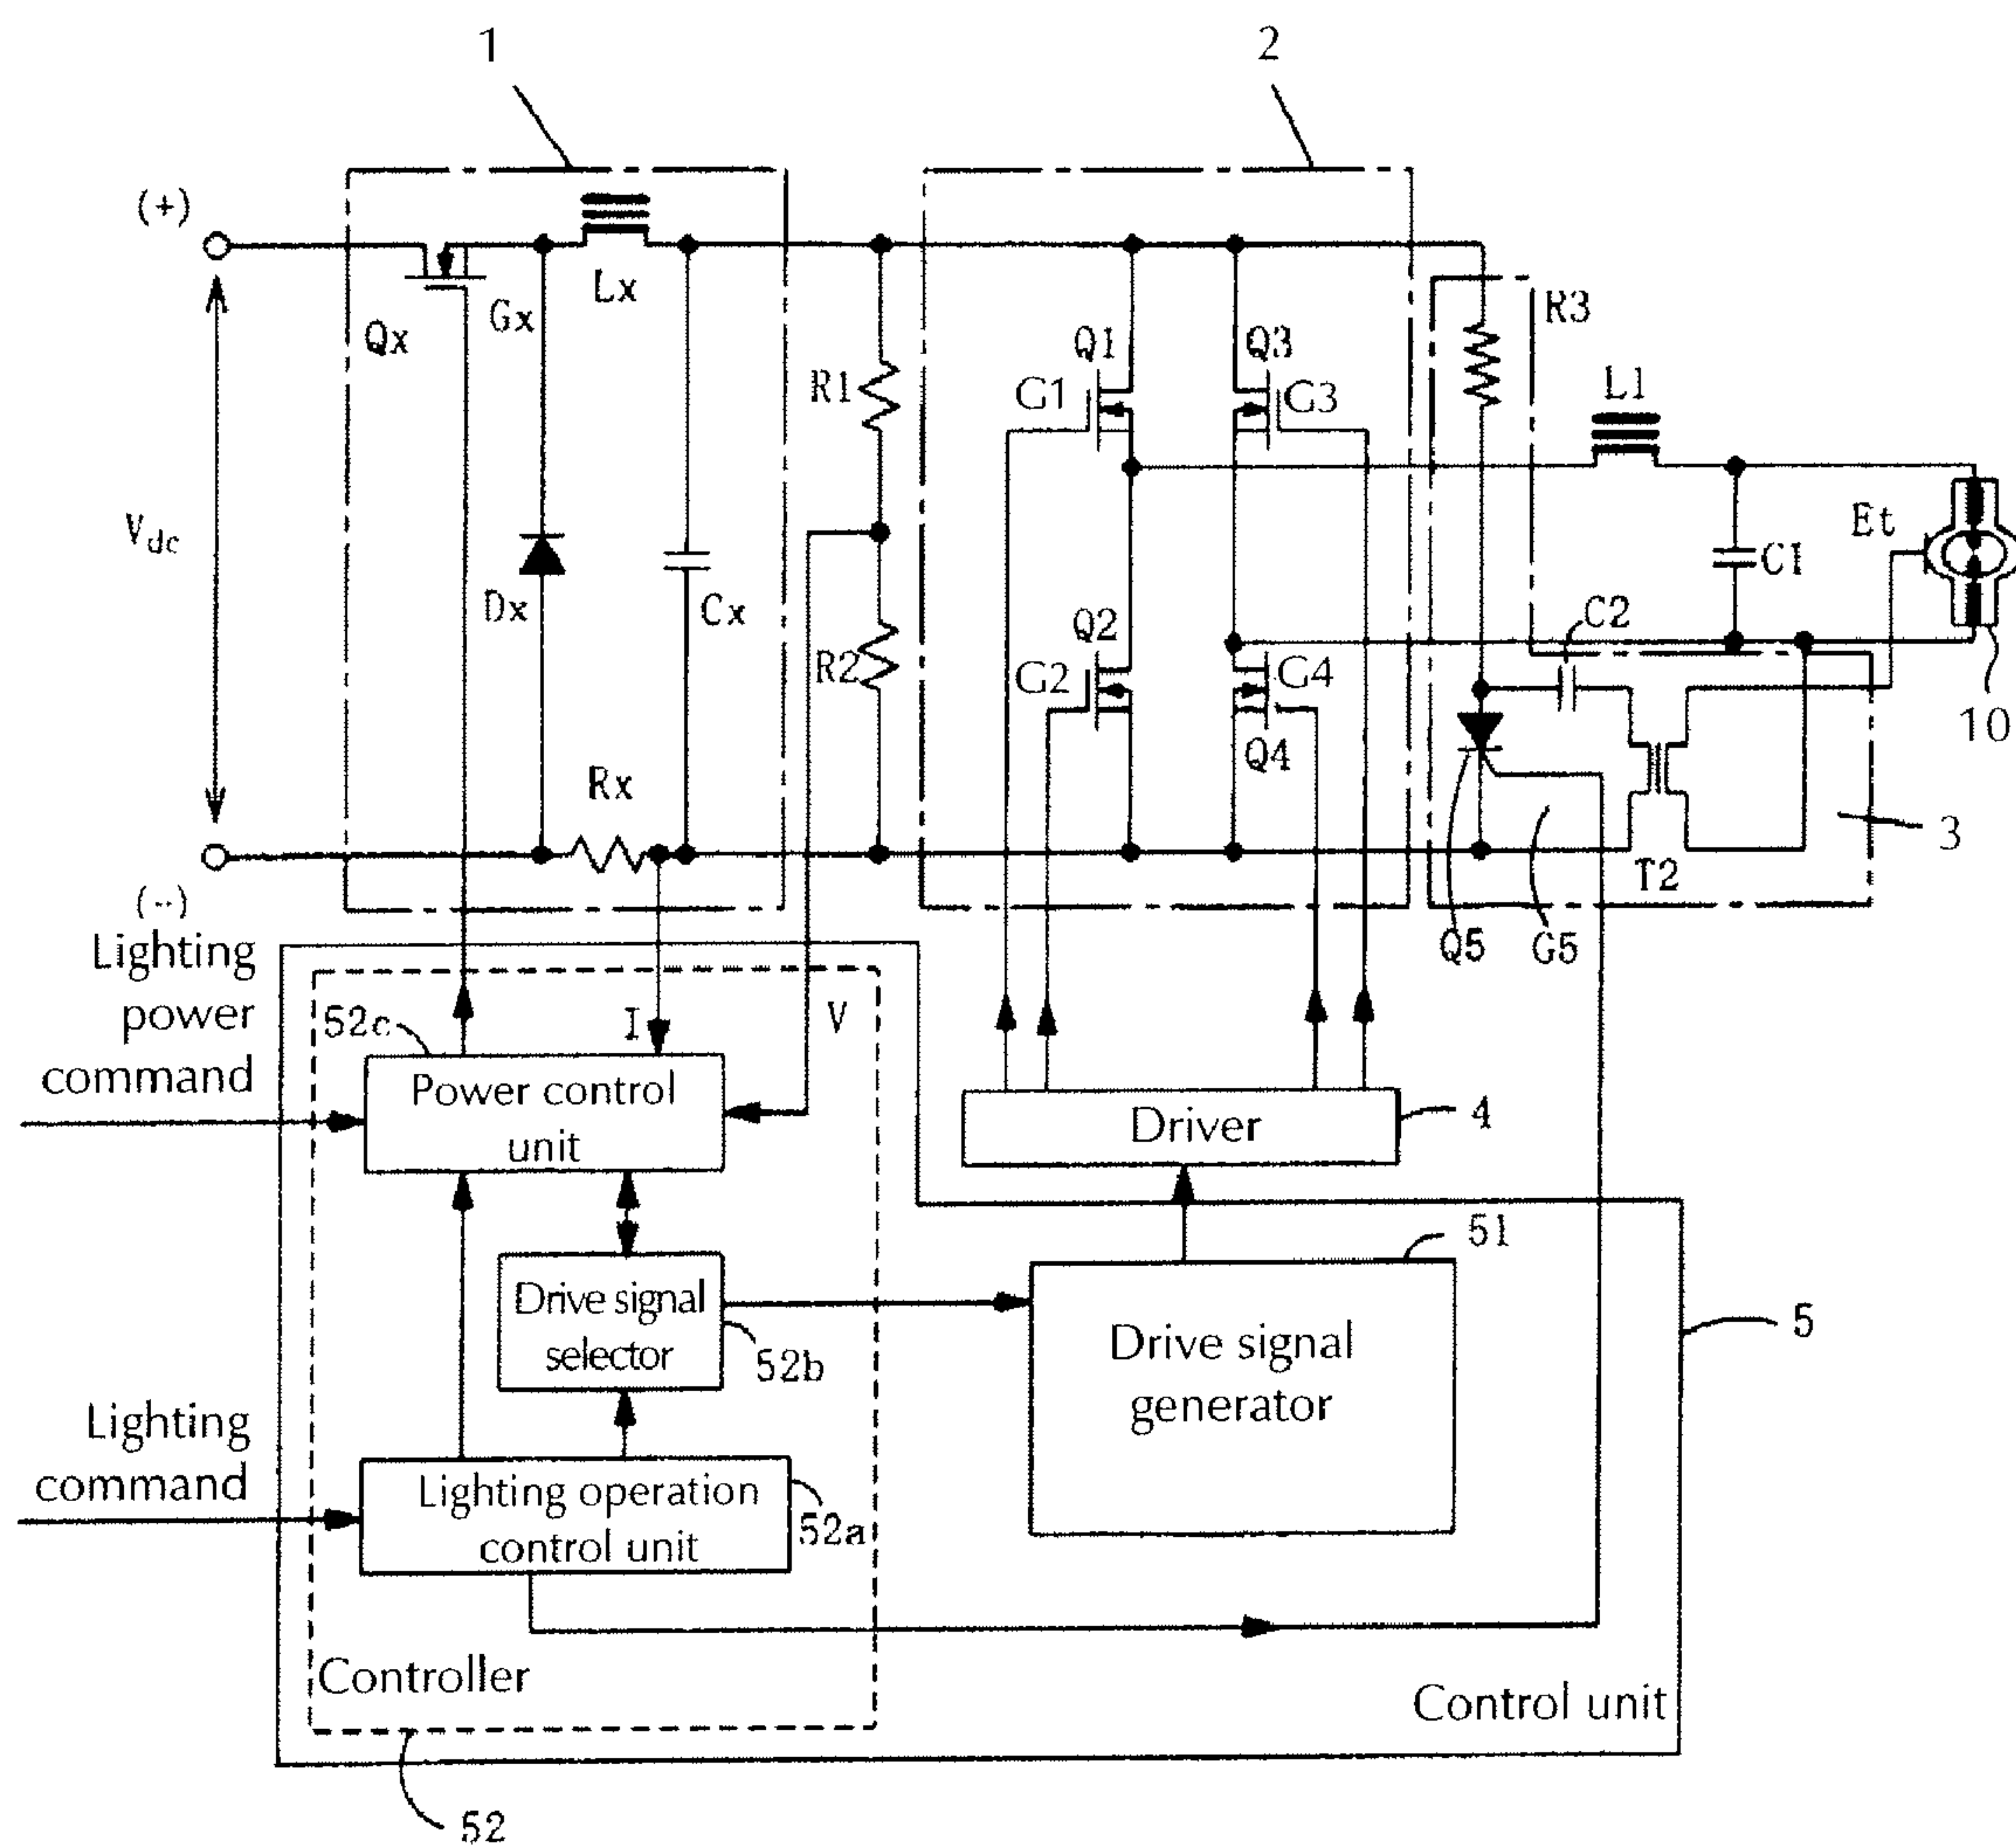 1
2
(+)
Lx
Gx
Qx
R3
Q1
Q3
R1
G1
G3
L1
Vdc
Et
C1
Dx
Cx
C2
Q2
R2
G2
G4
10
Q4
Rx
3
T2
(--)
Q5
G5
Lighting
power
command
52c
I
V
Power control
unit
Driver
4
51
Drive signal
selector
52b
Drive signal
generator
5
Lighting
command
Lighting operation
control unit
52a
Controller
Control unit
52